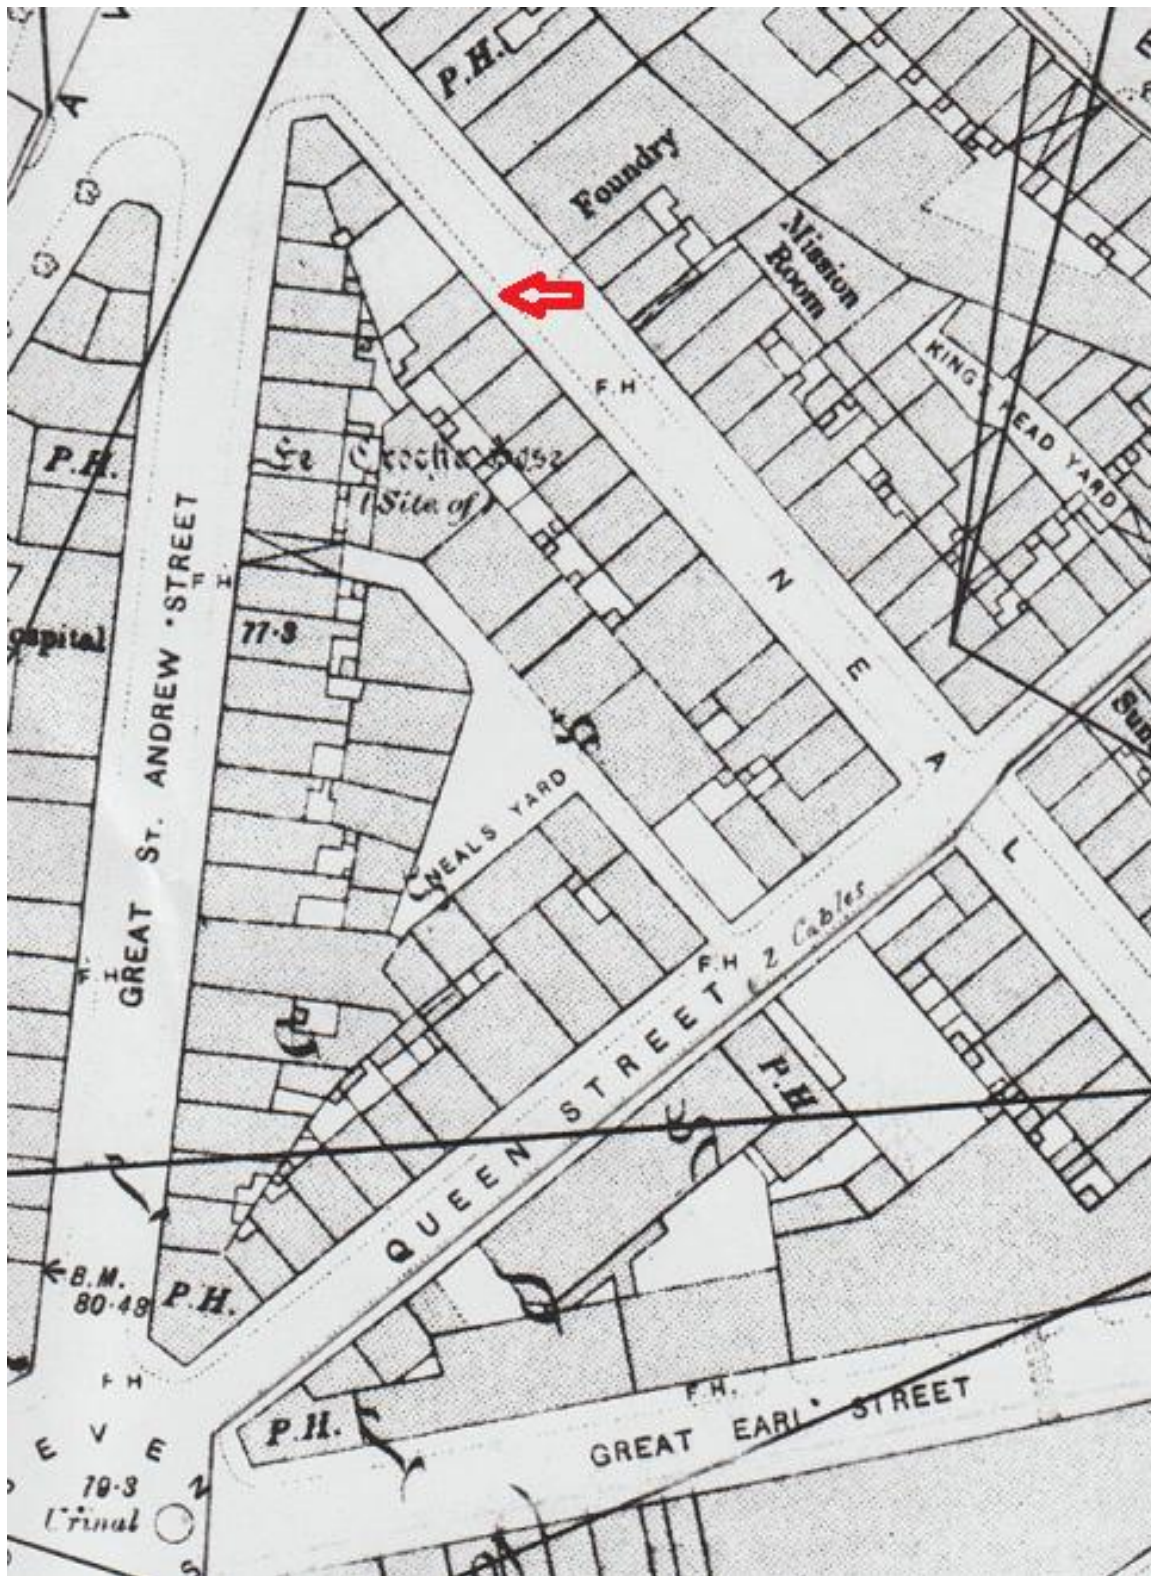 A
P.H.
Foundry
Mission
Room
KING'S HEAD YARD
F.H
P.H.
(Site of)
GREAT ST. ANDREW STREET
F H
77·3
N E A L
NEALS YARD
F H
F.H
2 Cables
QUEEN STREET
P.H.
B.M.
80·48
P.H.
F H
F.H.
P.H.
GREAT EARL STREET
S E V E N
79·3
Urinal